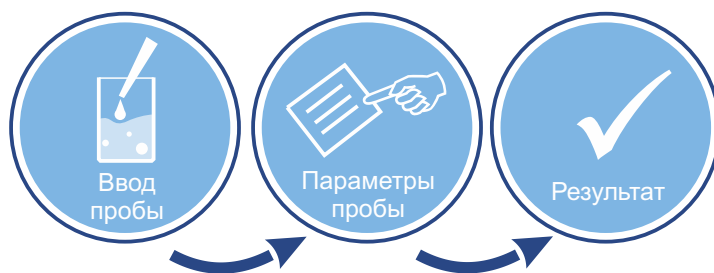 Ввод
пробы
Параметры
пробы
Результат